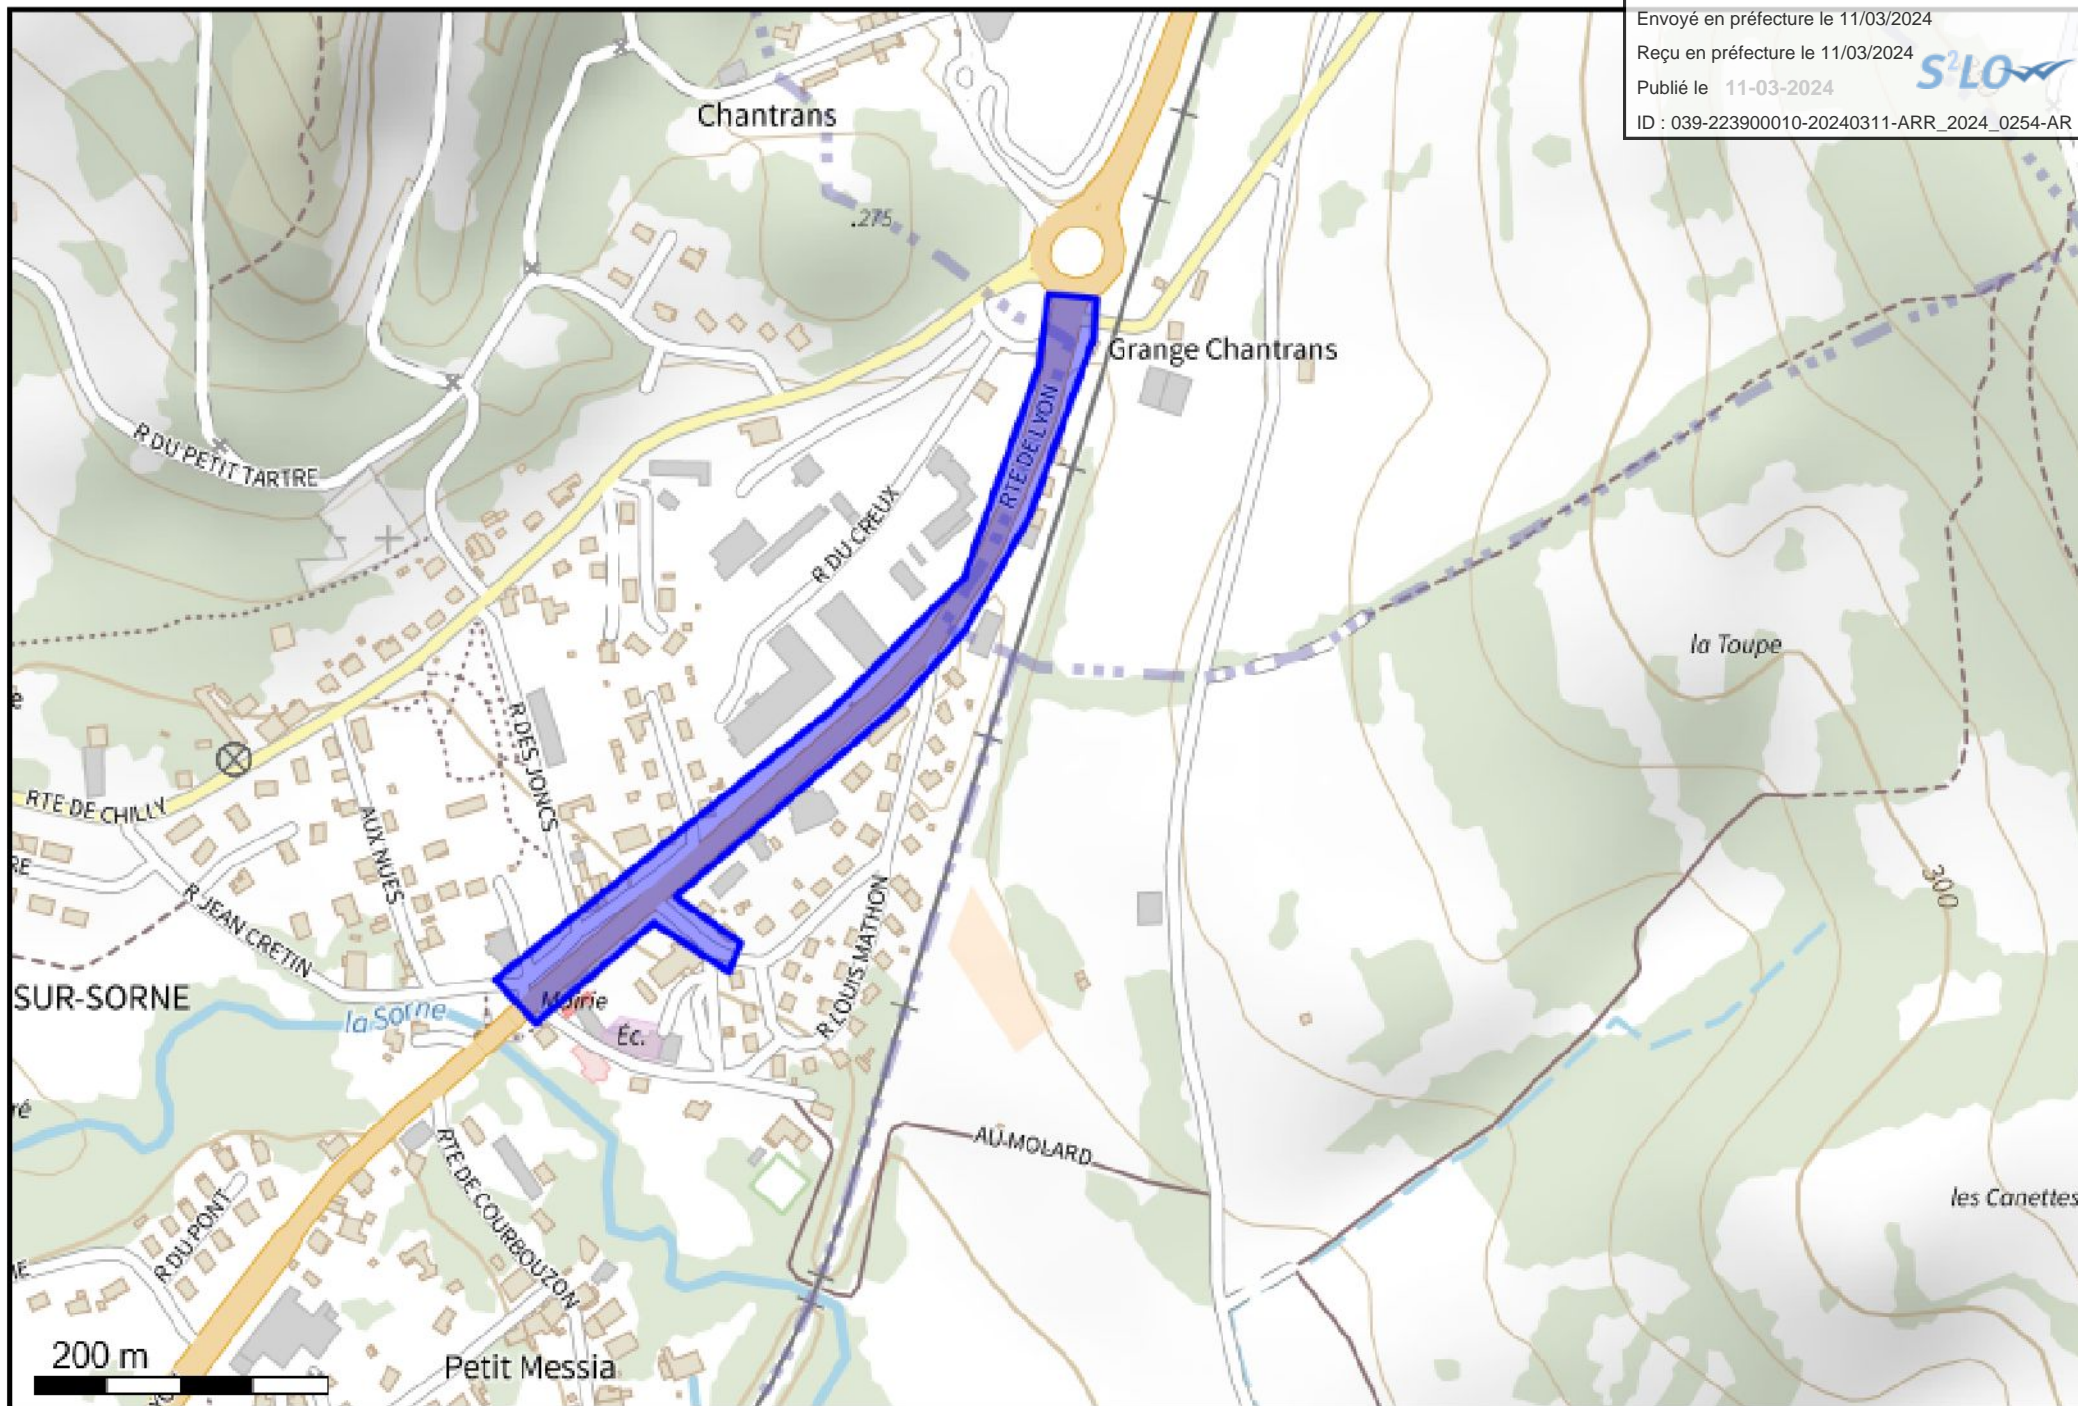 Envoyé en préfecture le 11/03/2024
Reçu en préfecture le 11/03/2024
Publié le 11-03-2024
S²LO
ID : 039-223900010-20240311-ARR_2024_0254-AR
Chantrans
.275
Grange Chantrans
RTE DE LYON
R DU PETIT TARTRE
R DU CREUX
la Toupe
R DES JONCS
RTE DE CHILLY
AUX NUES
RE
R JEAN CRETIN
R LOUIS MATHON
300
SUR-SORNE
la Sorne
Mairie
Éc.
ré
AU MOLARD
RTE DE COURBOUZON
R DU PONT
les Canettes
200 m
Petit Messia